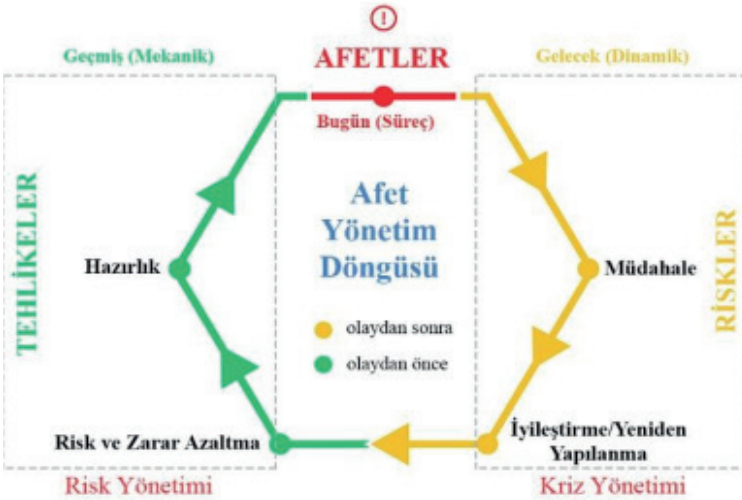 !
AFETLER
Geçmiş (Mekanik)
Gelecek (Dinamik)
Bugün (Süreç)
TEHLİKELER
Afet
Yönetim
Döngüsü
RİSKLER
Hazırlık
Müdahale
olaydan sonra
olaydan önce
Risk ve Zarar Azaltma
İyileştirme/Yeniden
Yapılanma
Risk Yönetimi
Kriz Yönetimi